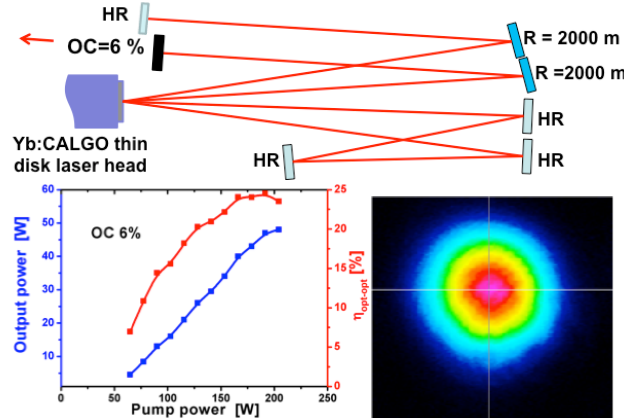 HR
OC=6 %
R = 2000 m
R =2000 m
Yb:CALGO thin
disk laser head
HR
HR
HR
60
50
40
30
20
10
Output power [W]
OC 6%
25
20
15
10
5
0
ηopt-opt [%]
0 50 100 150 200 250
Pump power [W]